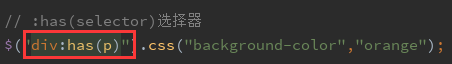 // :has(selector)选择器
$("div:has(p)").css("background-color","orange");